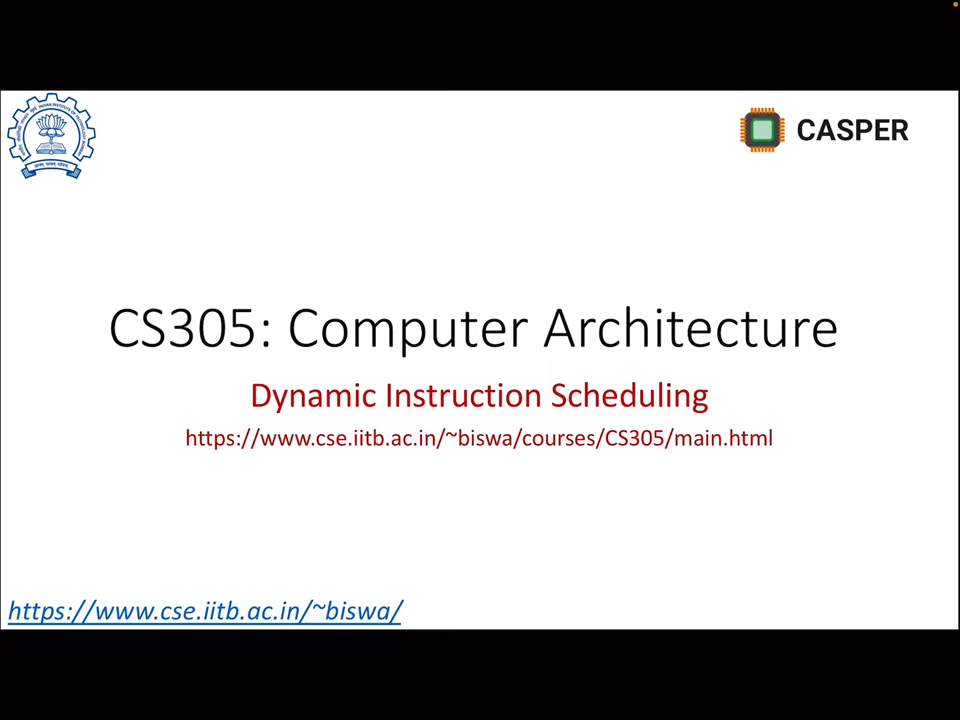 CASPER
CS305: Computer Architecture
Dynamic Instruction Scheduling
https://www.cse.iitb.ac.in/~biswa/courses/CS305/main.html
https://www.cse.iitb.ac.in/~biswa/